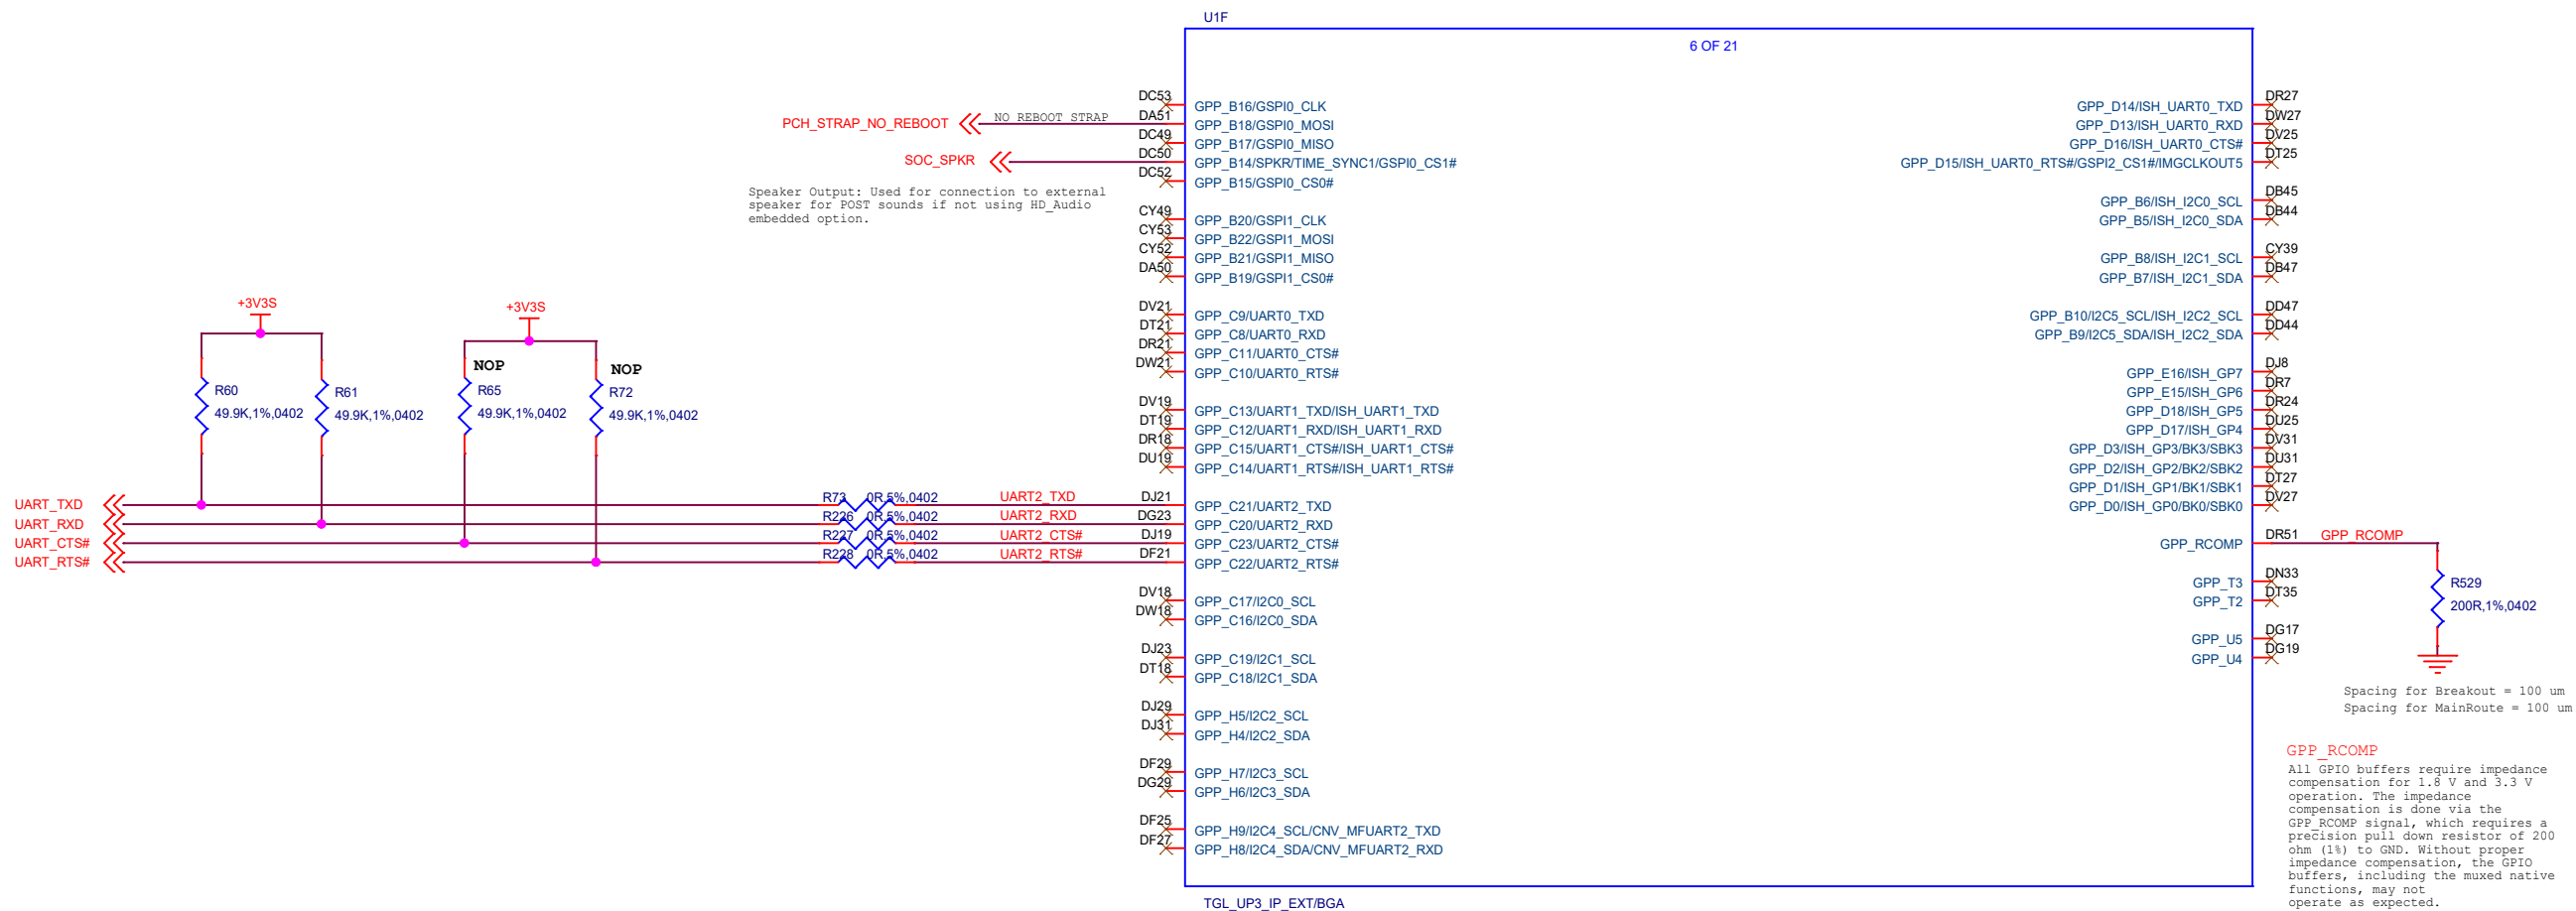 U1F
6 OF 21
DC53
GPP_B16/GSPI0_CLK
PCH_STRAP_NO_REBOOT
NO REBOOT STRAP
DA51
GPP_B18/GSPI0_MOSI
DC49
GPP_B17/GSPI0_MISO
SOC_SPKR
DC50
GPP_B14/SPKR/TIME_SYNC1/GSPI0_CS1#
DC52
GPP_B15/GSPI0_CS0#
Speaker Output: Used for connection to external
speaker for POST sounds if not using HD_Audio
embedded option.
CY49
GPP_B20/GSPI1_CLK
CY53
GPP_B22/GSPI1_MOSI
CY52
GPP_B21/GSPI1_MISO
DA50
GPP_B19/GSPI1_CS0#
DV21
GPP_C9/UART0_TXD
DT21
GPP_C8/UART0_RXD
DR21
GPP_C11/UART0_CTS#
DW21
GPP_C10/UART0_RTS#
DV19
GPP_C13/UART1_TXD/ISH_UART1_TXD
DT19
GPP_C12/UART1_RXD/ISH_UART1_RXD
DR18
GPP_C15/UART1_CTS#/ISH_UART1_CTS#
DU19
GPP_C14/UART1_RTS#/ISH_UART1_RTS#
+3V3S
+3V3S
R60
49.9K,1%,0402
R61
49.9K,1%,0402
NOP
R65
49.9K,1%,0402
NOP
R72
49.9K,1%,0402
UART_TXD
R73 0R,5%,0402
UART2_TXD
DJ21
GPP_C21/UART2_TXD
UART_RXD
R226 0R,5%,0402
UART2_RXD
DG23
GPP_C20/UART2_RXD
UART_CTS#
R227 0R,5%,0402
UART2_CTS#
DJ19
GPP_C23/UART2_CTS#
UART_RTS#
R228 0R,5%,0402
UART2_RTS#
DF21
GPP_C22/UART2_RTS#
DV18
GPP_C17/I2C0_SCL
DW18
GPP_C16/I2C0_SDA
DJ23
GPP_C19/I2C1_SCL
DT18
GPP_C18/I2C1_SDA
DJ29
GPP_H5/I2C2_SCL
DJ31
GPP_H4/I2C2_SDA
DF29
GPP_H7/I2C3_SCL
DG29
GPP_H6/I2C3_SDA
DF25
GPP_H9/I2C4_SCL/CNV_MFUART2_TXD
DF27
GPP_H8/I2C4_SDA/CNV_MFUART2_RXD
GPP_D14/ISH_UART0_TXD
DR27
GPP_D13/ISH_UART0_RXD
DW27
GPP_D16/ISH_UART0_CTS#
DV25
GPP_D15/ISH_UART0_RTS#/GSPI2_CS1#/IMGCLKOUT5
DT25
GPP_B6/ISH_I2C0_SCL
DB45
GPP_B5/ISH_I2C0_SDA
DB44
GPP_B8/ISH_I2C1_SCL
CY39
GPP_B7/ISH_I2C1_SDA
DB47
GPP_B10/I2C5_SCL/ISH_I2C2_SCL
DD47
GPP_B9/I2C5_SDA/ISH_I2C2_SDA
DD44
GPP_E16/ISH_GP7
DJ8
GPP_E15/ISH_GP6
DR7
GPP_D18/ISH_GP5
DR24
GPP_D17/ISH_GP4
DU25
GPP_D3/ISH_GP3/BK3/SBK3
DV31
GPP_D2/ISH_GP2/BK2/SBK2
DU31
GPP_D1/ISH_GP1/BK1/SBK1
DT27
GPP_D0/ISH_GP0/BK0/SBK0
DV27
GPP_RCOMP
DR51
GPP_RCOMP
GPP_T3
DN33
GPP_T2
DT35
GPP_U5
DG17
GPP_U4
DG19
R529
200R,1%,0402
Spacing for Breakout = 100 um
Spacing for MainRoute = 100 um
GPP_RCOMP
All GPIO buffers require impedance
compensation for 1.8 V and 3.3 V
operation. The impedance
compensation is done via the
GPP_RCOMP signal, which requires a
precision pull down resistor of 200
ohm (1%) to GND. Without proper
impedance compensation, the GPIO
buffers, including the muxed native
functions, may not
operate as expected.
TGL_UP3_IP_EXT/BGA